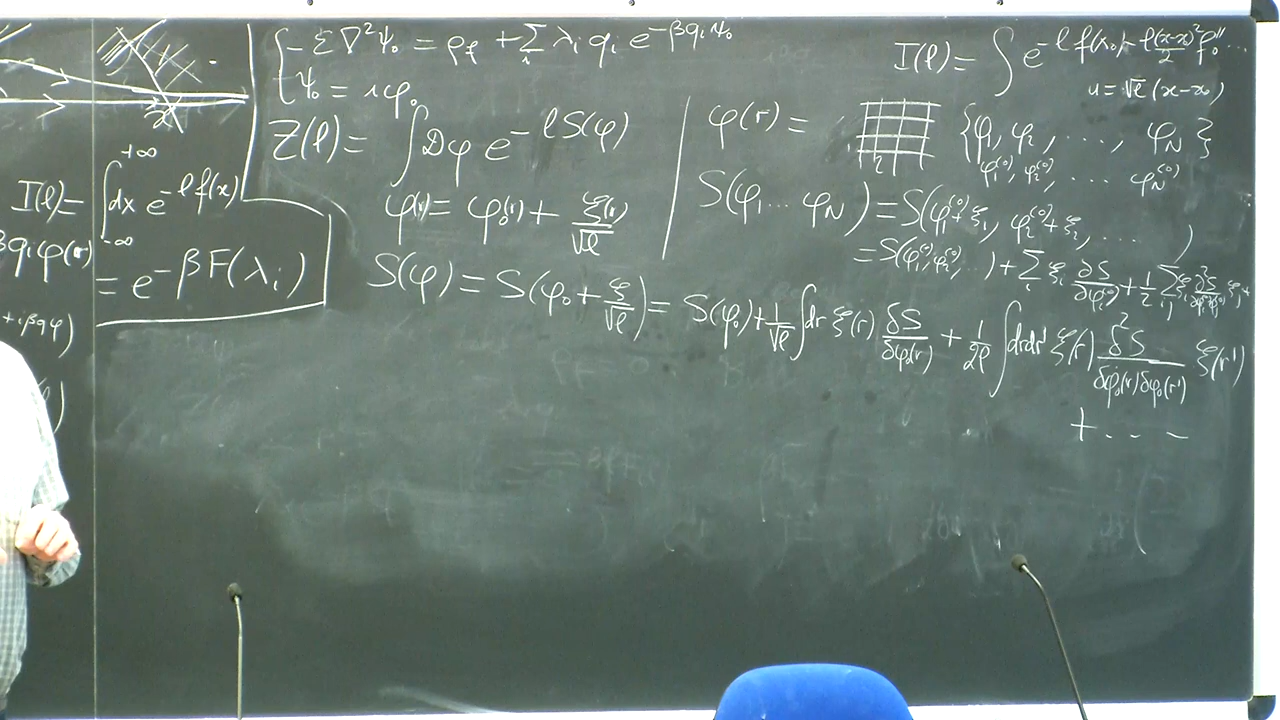 -ε∇²ψ₀ = ρ_f + Σ_i λ_i q_i e^{-βq_iψ₀}
ψ₀ = iφ₀
Z(ℓ) = ∫Dφ e^{-ℓS(φ)}
φ(r) = φ₀(r) + ξ(r)/√ℓ
S(φ) = S(φ₀ + ξ/√ℓ) = S(φ₀) + 1/√ℓ ∫dr ξ(r) δS/δφ₀(r) + 1/2ℓ ∫drdr' ξ(r) δ²S/δφ₀(r)δφ₀(r') ξ(r')
+ . - -
I(ℓ) = ∫ e^{-ℓf(x₀) - ℓ(x-x₀)²/2 f₀'' ...
u = √ℓ (x-x₀)
φ(r) = {φ₁, φ₂, ..., φ_N}
φ₁^{(0)}, φ₂^{(0)}, ... φ_N^{(0)}
S(φ₁ ... φ_N) = S(φ₁^{(0)}+ξ₁, φ₂^{(0)}+ξ₂, ... )
= S(φ₁^{(0)}, φ₂^{(0)}, ..) + Σ_i ξ_i ∂S/∂φ_i^{(0)} + 1/2 Σ_{i,j} ξ_i ∂²S/∂φ_i^{(0)}∂φ_j^{(0)} ξ_j +
x
I(ℓ) = ∫_{-∞}^{+∞} dx e^{-ℓf(x)}
βq_iφ(r)
= e^{-βF(λ_i)}
+iβqφ)